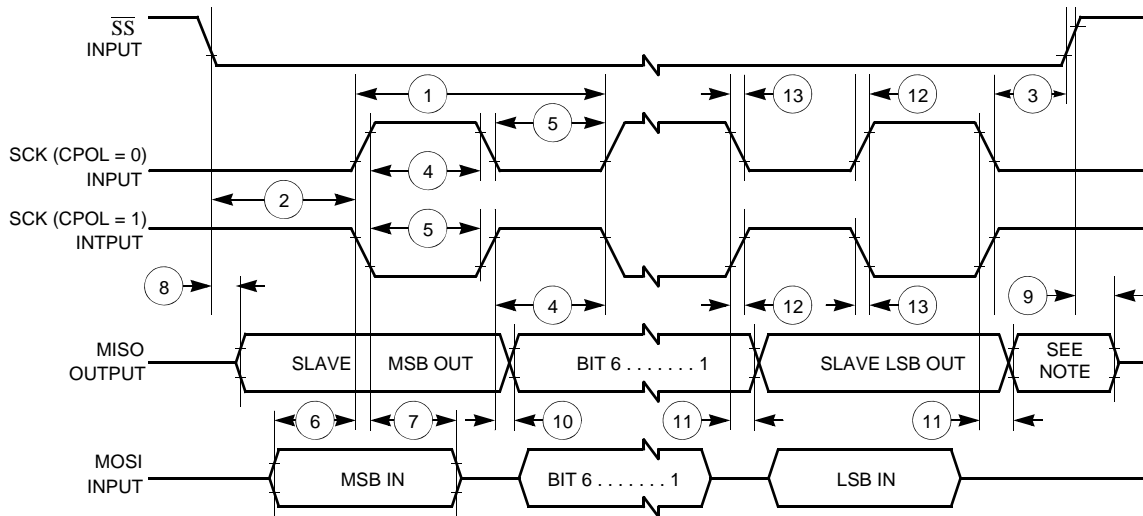 SS
INPUT
1
13
12
3
5
SCK (CPOL = 0)
INPUT
4
2
SCK (CPOL = 1)
INTPUT
5
8
9
4
12
13
MISO
OUTPUT
SLAVE MSB OUT
BIT 6 . . . . . . . 1
SLAVE LSB OUT
SEE
NOTE
6
7
10
11
11
MOSI
INPUT
MSB IN
BIT 6 . . . . . . . 1
LSB IN